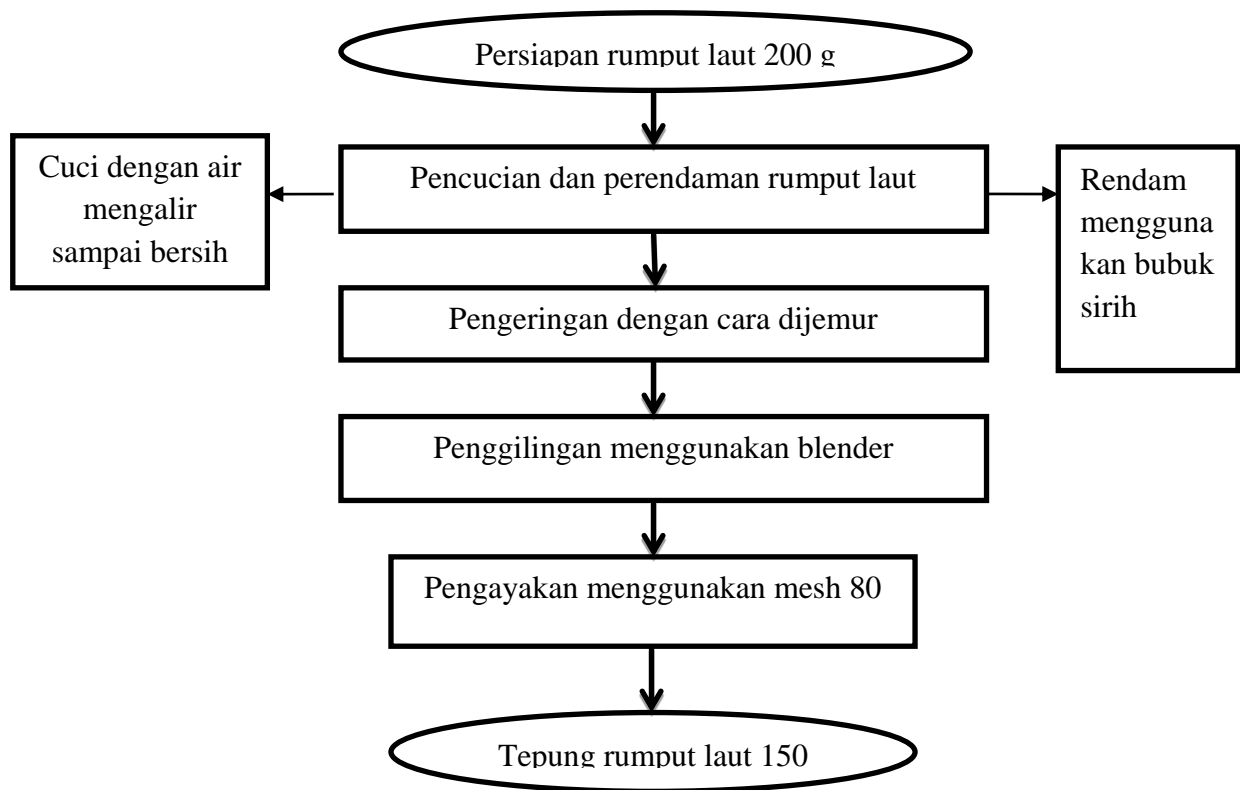 Persiapan rumput laut 200 g
Cuci dengan air
mengalir
sampai bersih
Pencucian dan perendaman rumput laut
Rendam
mengguna
kan bubuk
sirih
Pengeringan dengan cara dijemur
Penggilingan menggunakan blender
Pengayakan menggunakan mesh 80
Tepung rumput laut 150